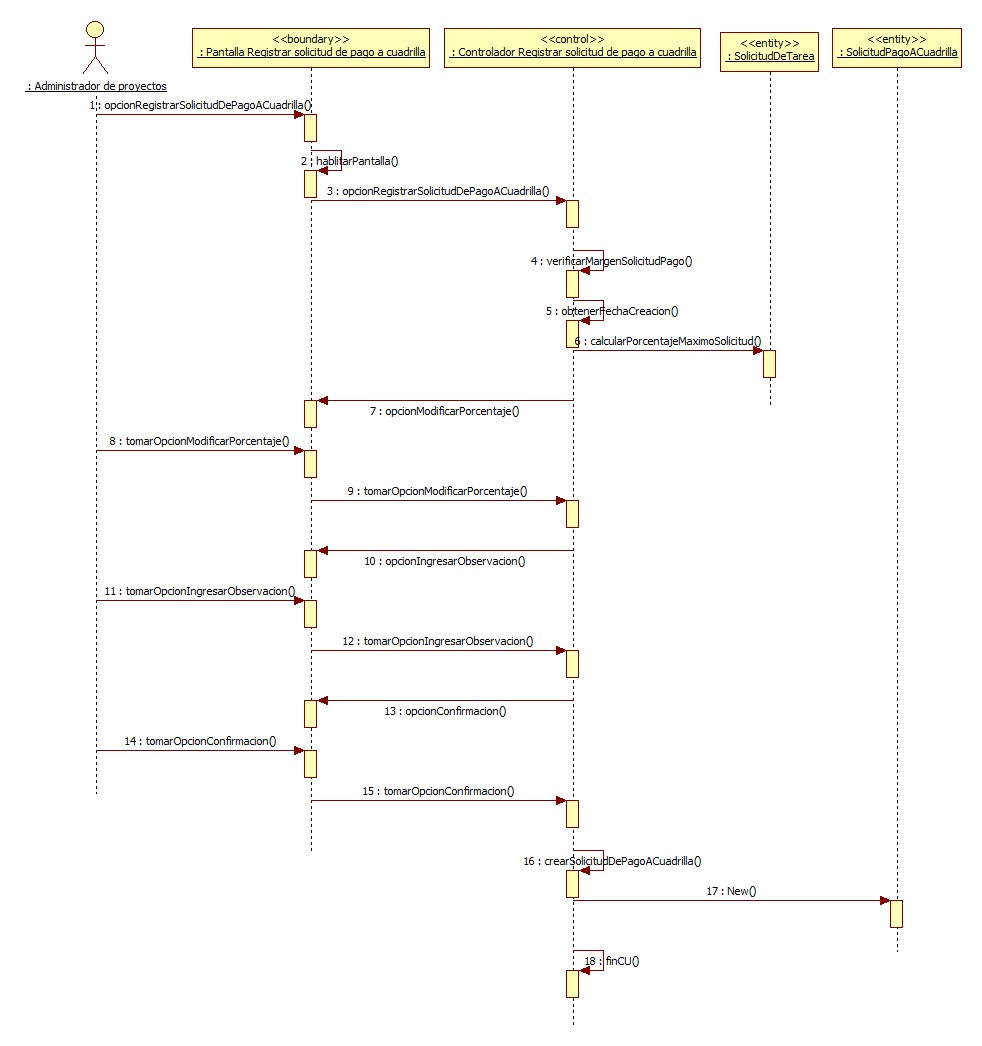 <<boundary>>
: Pantalla Registrar solicitud de pago a cuadrilla
<<control>>
: Controlador Registrar solicitud de pago a cuadrilla
<<entity>>
: SolicitudDeTarea
<<entity>>
: SolicitudPagoACuadrilla
: Administrador de proyectos
1 : opcionRegistrarSolicitudDePagoACuadrilla()
2 : hablitarPantalla()
3 : opcionRegistrarSolicitudDePagoACuadrilla()
4 : verificarMargenSolicitudPago()
5 : obtenerFechaCreacion()
6 : calcularPorcentajeMaximoSolicitud()
7 : opcionModificarPorcentaje()
8 : tomarOpcionModificarPorcentaje()
9 : tomarOpcionModificarPorcentaje()
10 : opcionIngresarObservacion()
11 : tomarOpcionIngresarObservacion()
12 : tomarOpcionIngresarObservacion()
13 : opcionConfirmacion()
14 : tomarOpcionConfirmacion()
15 : tomarOpcionConfirmacion()
16 : crearSolicitudDePagoACuadrilla()
17 : New()
18 : finCU()